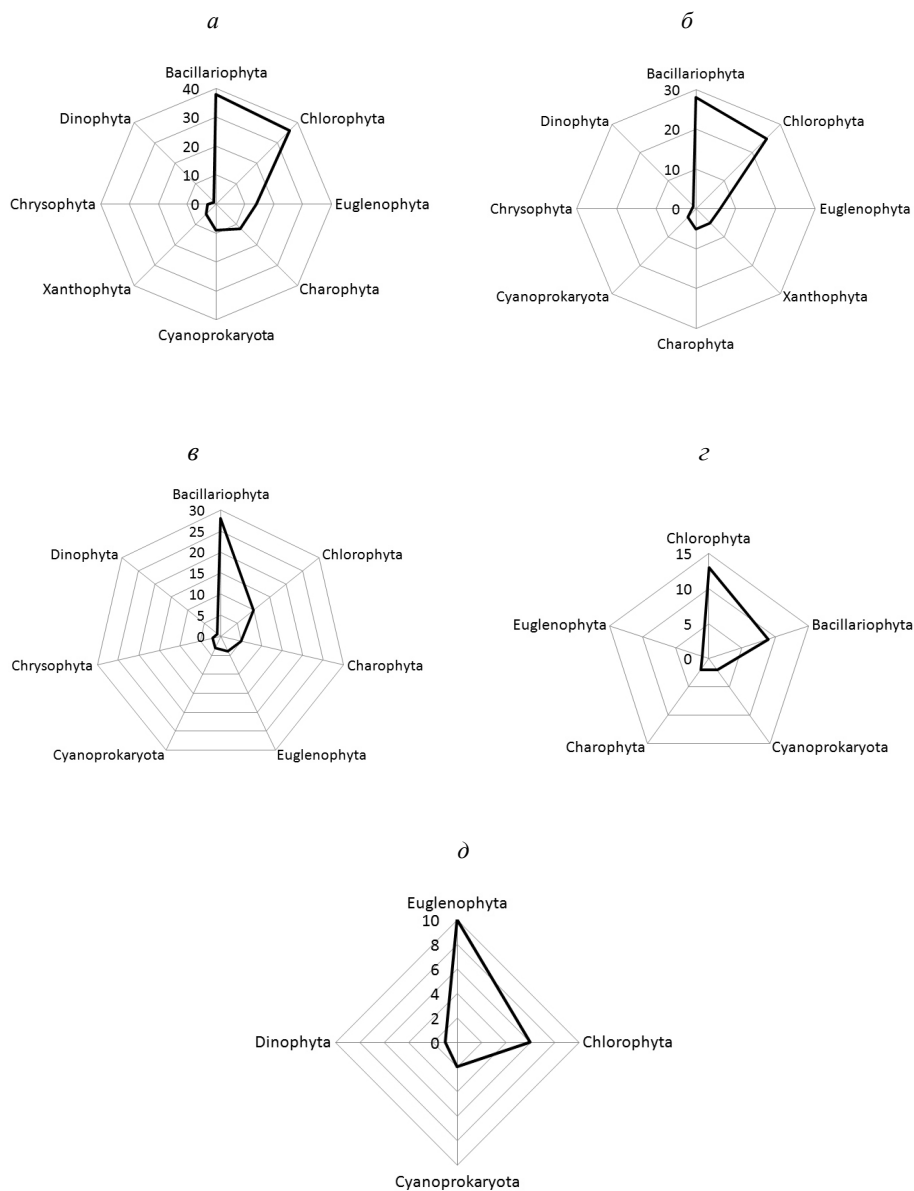 а
Bacillariophyta
40
30
20
10
0
Chlorophyta
Euglenophyta
Charophyta
Cyanoprokaryota
Xanthophyta
Chrysophyta
Dinophyta
б
Bacillariophyta
30
20
10
0
Chlorophyta
Euglenophyta
Xanthophyta
Charophyta
Cyanoprokaryota
Chrysophyta
Dinophyta
в
Bacillariophyta
30
25
20
15
10
5
0
Chlorophyta
Charophyta
Euglenophyta
Cyanoprokaryota
Chrysophyta
Dinophyta
г
Chlorophyta
15
10
5
0
Bacillariophyta
Cyanoprokaryota
Charophyta
Euglenophyta
д
Euglenophyta
10
8
6
4
2
0
Chlorophyta
Cyanoprokaryota
Dinophyta